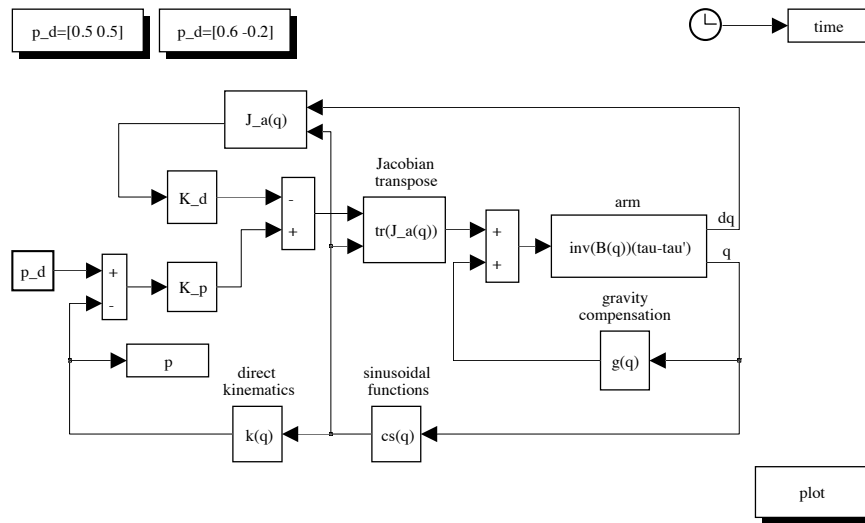 p_d=[0.5 0.5]
p_d=[0.6 -0.2]
time
J_a(q)
Jacobian
transpose
K_d
-
+
tr(J_a(q))
arm
dq
+
+
inv(B(q))(tau-tau')
q
p_d
+
-
K_p
gravity
compensation
p
g(q)
direct
kinematics
sinusoidal
functions
k(q)
cs(q)
plot